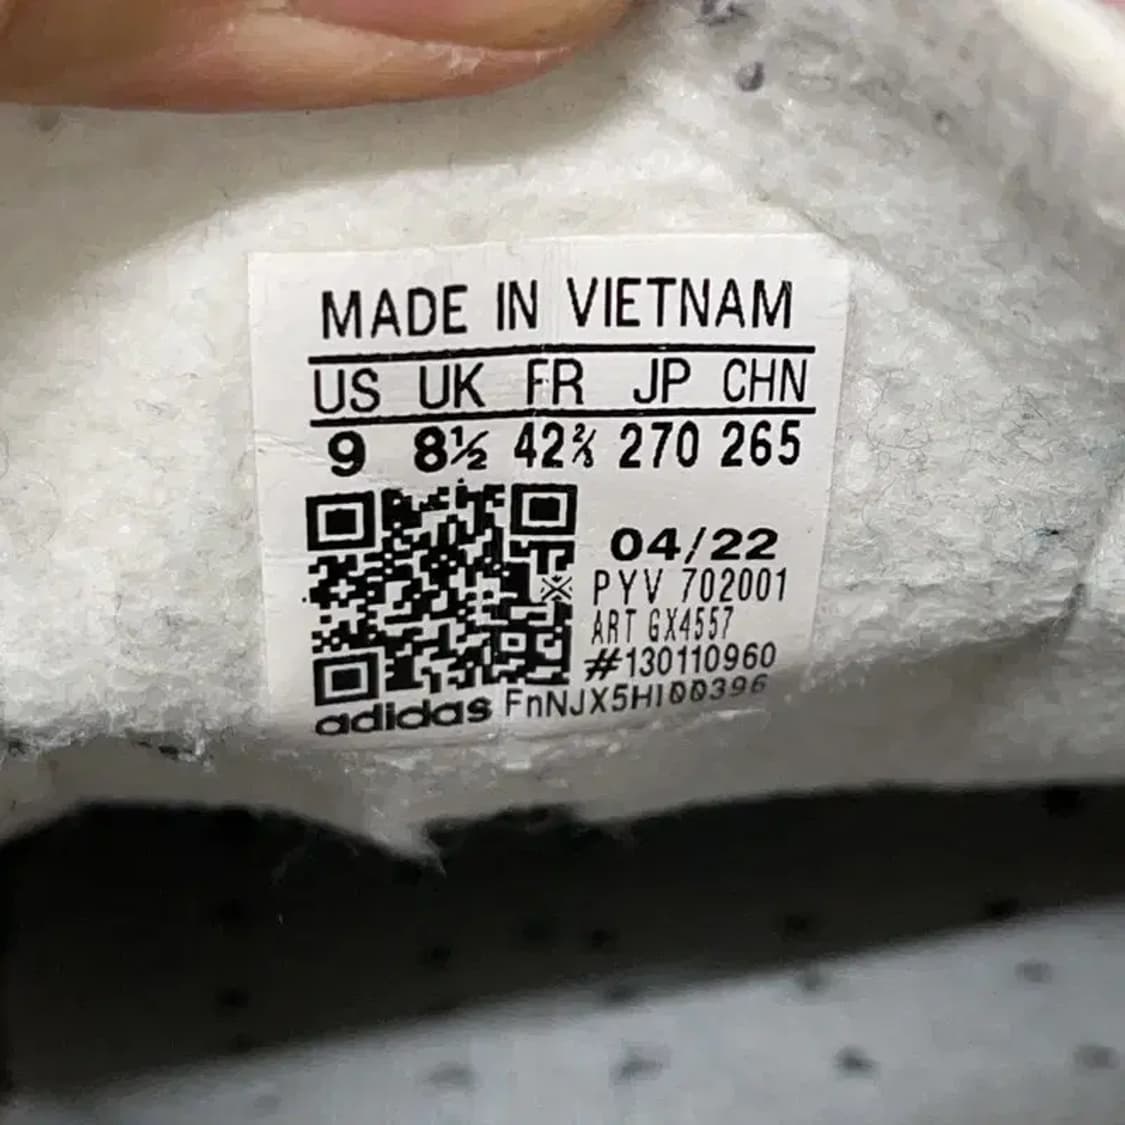 MADE IN VIETNAM
US UK FR JP CHN
9 8½ 42⅔ 270 265
04/22
PYV 702001
ART GX4557
#130110960
adidas FnNJX5HI00396